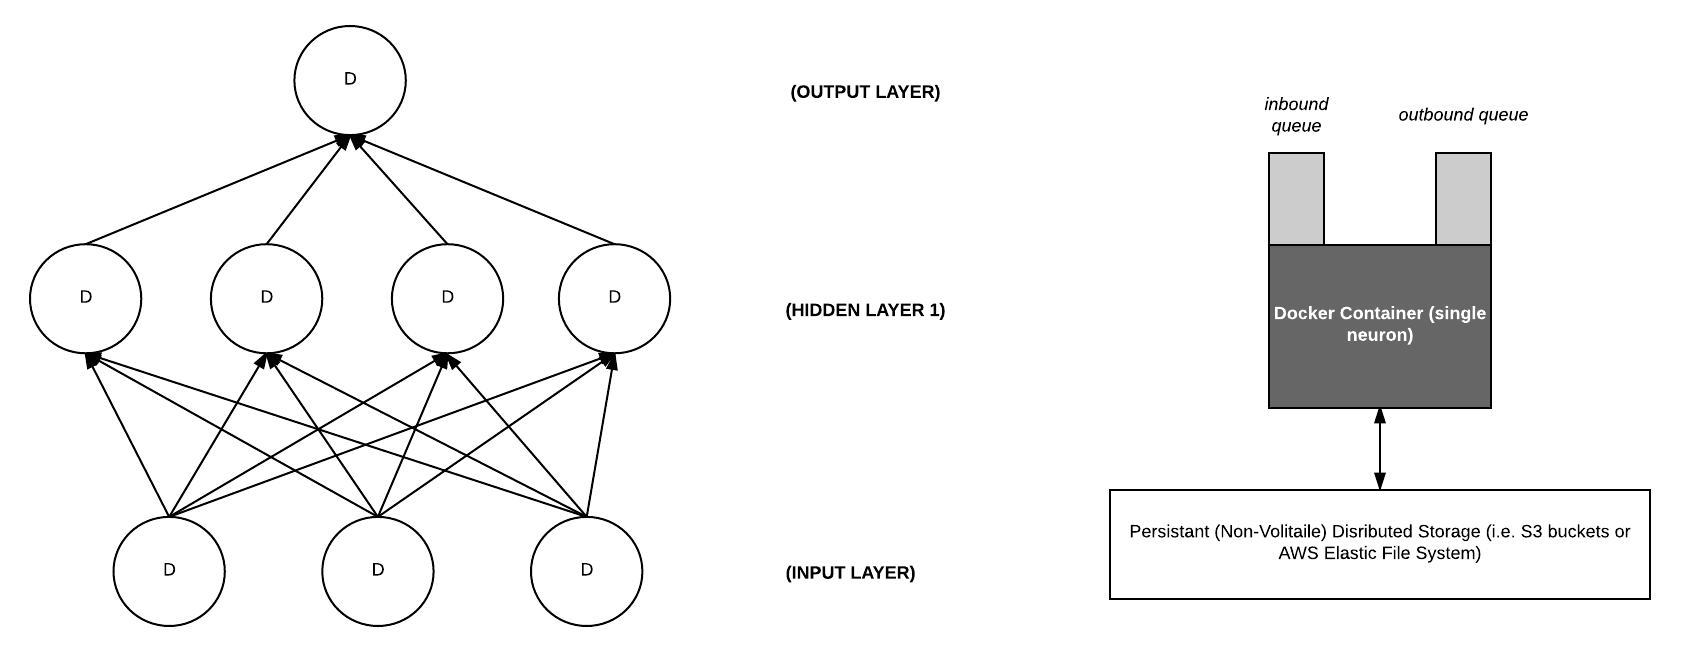 D
(OUTPUT LAYER)
inbound
queue
outbound queue
D
D
D
D
(HIDDEN LAYER 1)
Docker Container (single
neuron)
Persistant (Non-Volitaile) Disributed Storage (i.e. S3 buckets or
AWS Elastic File System)
D
D
D
(INPUT LAYER)